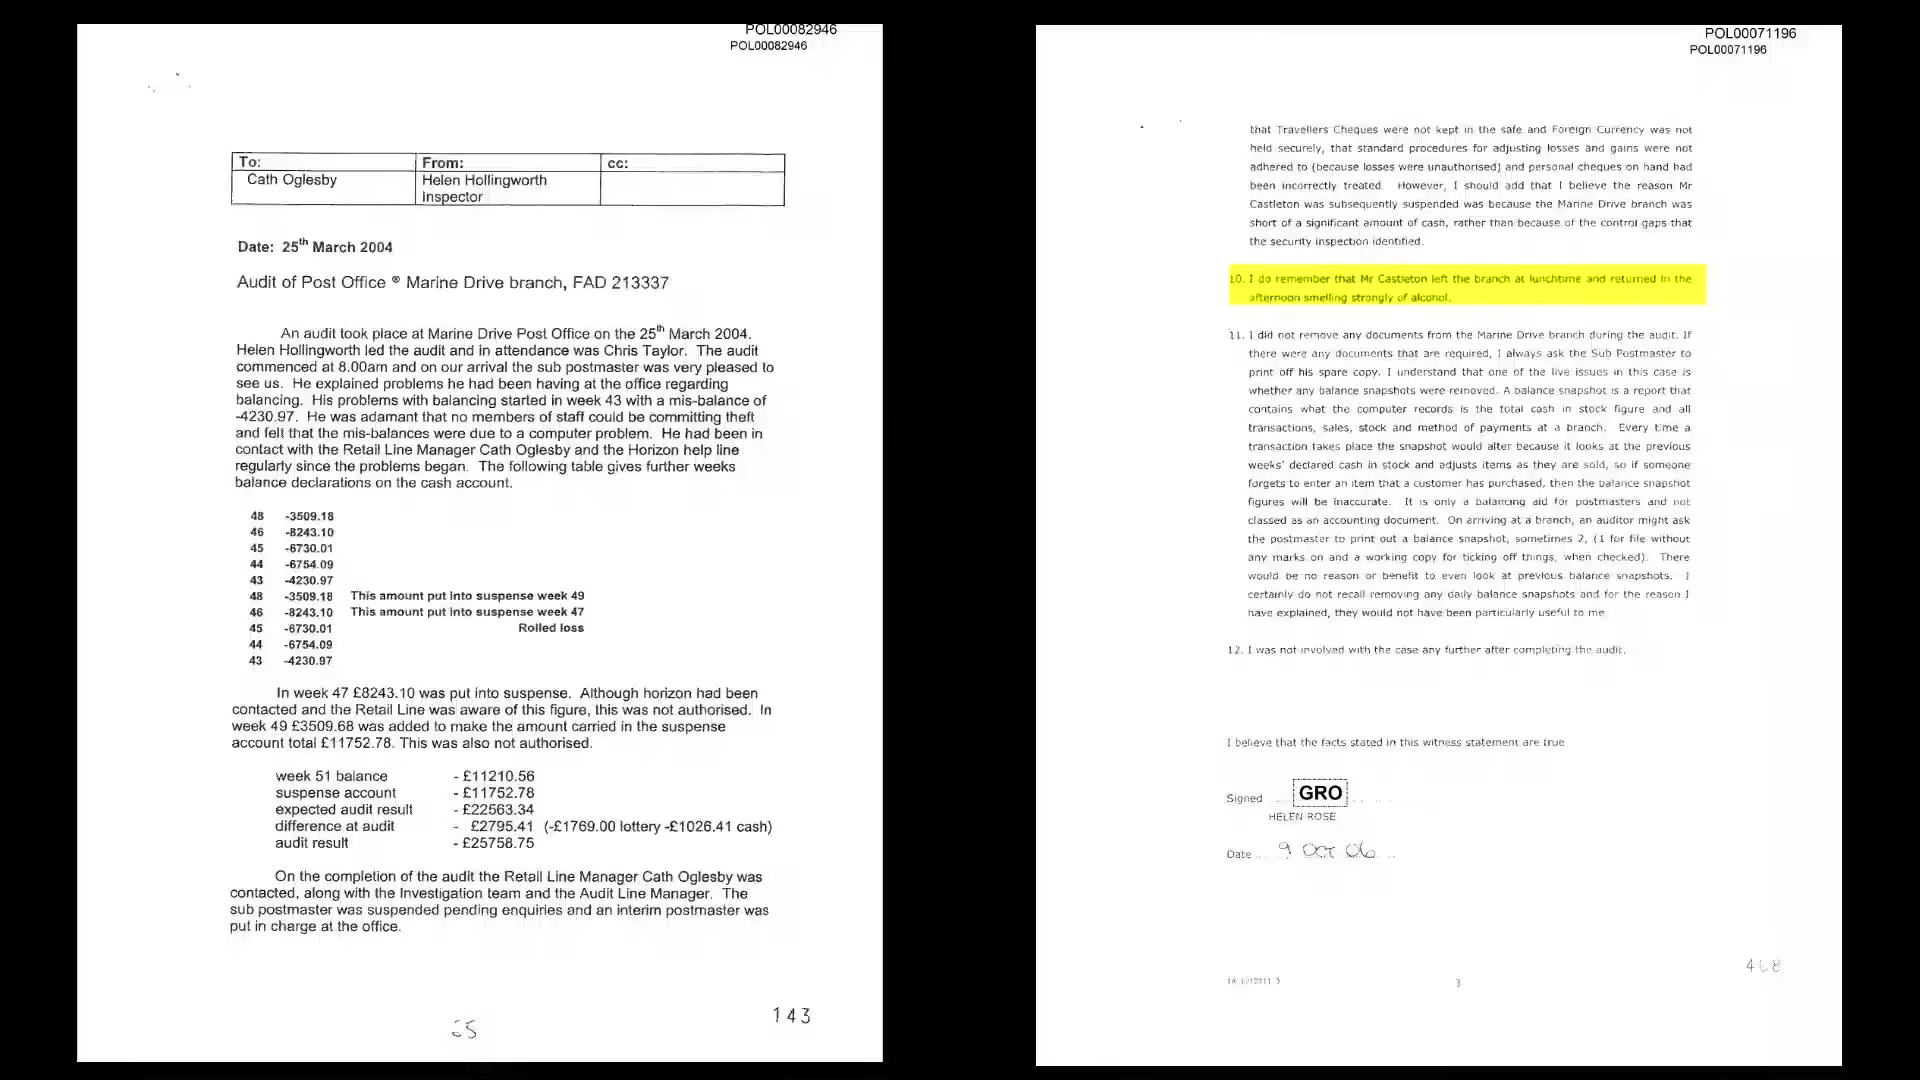 POL00082946
POL00082946
To: From: cc:
Cath Oglesby Helen Hollingworth
Inspector
Date: 25th March 2004
Audit of Post Office ® Marine Drive branch, FAD 213337
An audit took place at Marine Drive Post Office on the 25th March 2004.
Helen Hollingworth led the audit and in attendance was Chris Taylor. The audit
commenced at 8.00am and on our arrival the sub postmaster was very pleased to
see us. He explained problems he had been having at the office regarding
balancing. His problems with balancing started in week 43 with a mis-balance of
-4230.97. He was adamant that no members of staff could be committing theft
and felt that the mis-balances were due to a computer problem. He had been in
contact with the Retail Line Manager Cath Oglesby and the Horizon help line
regularly since the problems began. The following table gives further weeks
balance declarations on the cash account.
48 -3509.18
46 -8243.10
45 -6730.01
44 -6754.09
43 -4230.97
48 -3509.18 This amount put into suspense week 49
46 -8243.10 This amount put into suspense week 47
45 -6730.01 Rolled loss
44 -6754.09
43 -4230.97
In week 47 £8243.10 was put into suspense. Although horizon had been
contacted and the Retail Line was aware of this figure, this was not authorised. In
week 49 £3509.68 was added to make the amount carried in the suspense
account total £11752.78. This was also not authorised.
week 51 balance - £11210.56
suspense account - £11752.78
expected audit result - £22563.34
difference at audit - £2795.41 (-£1769.00 lottery -£1026.41 cash)
audit result - £25758.75
On the completion of the audit the Retail Line Manager Cath Oglesby was
contacted, along with the Investigation team and the Audit Line Manager. The
sub postmaster was suspended pending enquiries and an interim postmaster was
put in charge at the office.
143
POL00071196
POL00071196
that Travellers Cheques were not kept in the safe and Foreign Currency was not
held securely, that standard procedures for adjusting losses and gains were not
adhered to (because losses were unauthorised) and personal cheques on hand had
been incorrectly treated. However, I should add that I believe the reason Mr
Castleton was subsequently suspended was because the Marine Drive branch was
short of a significant amount of cash, rather than because of the control gaps that
the security inspection identified.
10. I do remember that Mr Castleton left the branch at lunchtime and returned in the
afternoon smelling strongly of alcohol.
11. I did not remove any documents from the Marine Drive branch during the audit. If
there were any documents that are required, I always ask the Sub Postmaster to
print off his spare copy. I understand that one of the live issues in this case is
whether any balance snapshots were removed. A balance snapshot is a report that
contains what the computer records is the total cash in stock figure and all
transactions, sales, stock and method of payments at a branch. Every time a
transaction takes place the snapshot would alter because it looks at the previous
weeks' declared cash in stock and adjusts items as they are sold, so if someone
forgets to enter an item that a customer has purchased, then the balance snapshot
figures will be inaccurate. It is only a balancing aid for postmasters and not
classed as an accounting document. On arriving at a branch, an auditor might ask
the postmaster to print out a balance snapshot, sometimes 2, (1 for file without
any marks on and a working copy for ticking off things, when checked). There
would be no reason or benefit to even look at previous balance snapshots. I
certainly do not recall removing any daily balance snapshots and for the reason I
have explained, they would not have been particularly useful to me
12. I was not involved with the case any further after completing the audit.
I believe that the facts stated in this witness statement are true
Signed GRO
HELEN ROSE
Date 9 Oct 06
3